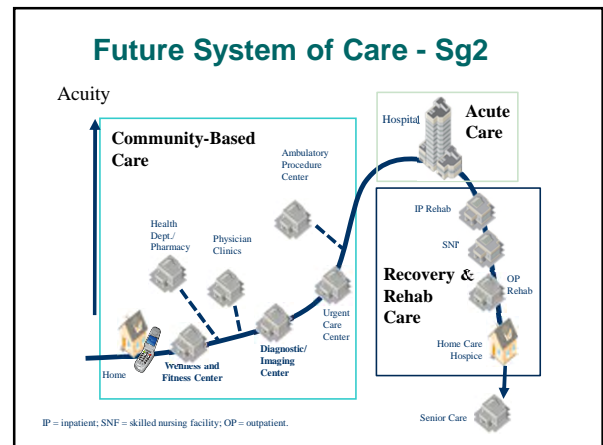 Future System of Care - Sg2
Acuity
Community-Based
Care
Ambulatory
Procedure
Center
Health
Dept./
Pharmacy
Physician
Clinics
Urgent
Care
Center
Diagnostic/
Imaging
Center
Wellness and
Fitness Center
Home
Hospital
Acute
Care
IP Rehab
SNF
OP
Rehab
Recovery &
Rehab
Care
Home Care
Hospice
Senior Care
IP = inpatient; SNF = skilled nursing facility; OP = outpatient.